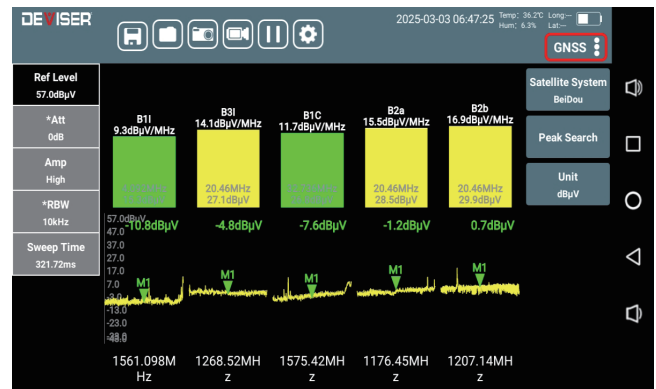 DEVISER
2025-03-03 06:47:25
Temp: 36.2℃ Long:--
Hum: 6.3% Lat:--
GNSS
Ref Level
57.0dBµV
*Att
0dB
Amp
High
*RBW
10kHz
Sweep Time
321.72ms
Satellite System
BeiDou
Peak Search
Unit
dBµV
B1I
9.3dBµV/MHz
B3I
14.1dBµV/MHz
B1C
11.7dBµV/MHz
B2a
15.5dBµV/MHz
B2b
16.9dBµV/MHz
20.46MHz
27.1dBµV
20.46MHz
28.5dBµV
20.46MHz
29.9dBµV
57.0dBµV
47.0
37.0
27.0
17.0
7.0
-3.0
-13.0
-23.0
-43.0
-10.8dBµV
-4.8dBµV
-7.6dBµV
-1.2dBµV
0.7dBµV
M1
M1
M1
M1
M1
1561.098M
Hz
1268.52MH
z
1575.42MH
z
1176.45MH
z
1207.14MH
z